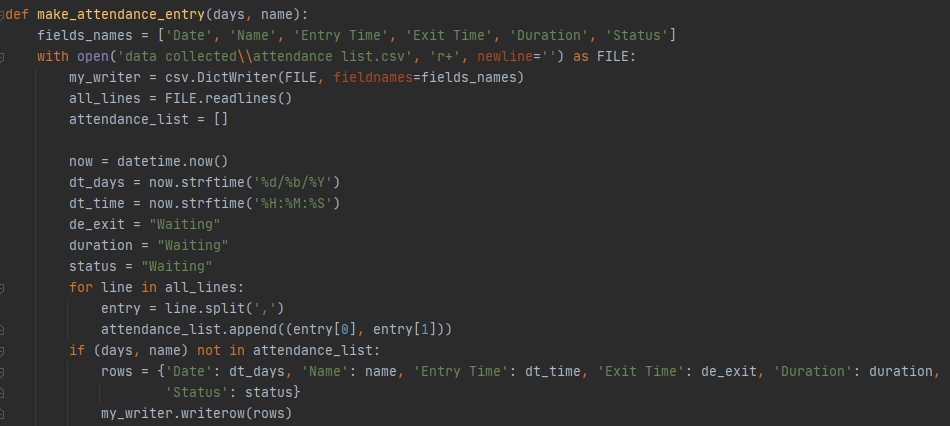 def make_attendance_entry(days, name):
    fields_names = ['Date', 'Name', 'Entry Time', 'Exit Time', 'Duration', 'Status']
    with open('data collected\\attendance list.csv', 'r+', newline='') as FILE:
        my_writer = csv.DictWriter(FILE, fieldnames=fields_names)
        all_lines = FILE.readlines()
        attendance_list = []

        now = datetime.now()
        dt_days = now.strftime('%d/%b/%Y')
        dt_time = now.strftime('%H:%M:%S')
        de_exit = "Waiting"
        duration = "Waiting"
        status = "Waiting"
        for line in all_lines:
            entry = line.split(',')
            attendance_list.append((entry[0], entry[1]))
        if (days, name) not in attendance_list:
            rows = {'Date': dt_days, 'Name': name, 'Entry Time': dt_time, 'Exit Time': de_exit, 'Duration': duration,
                    'Status': status}
            my_writer.writerow(rows)